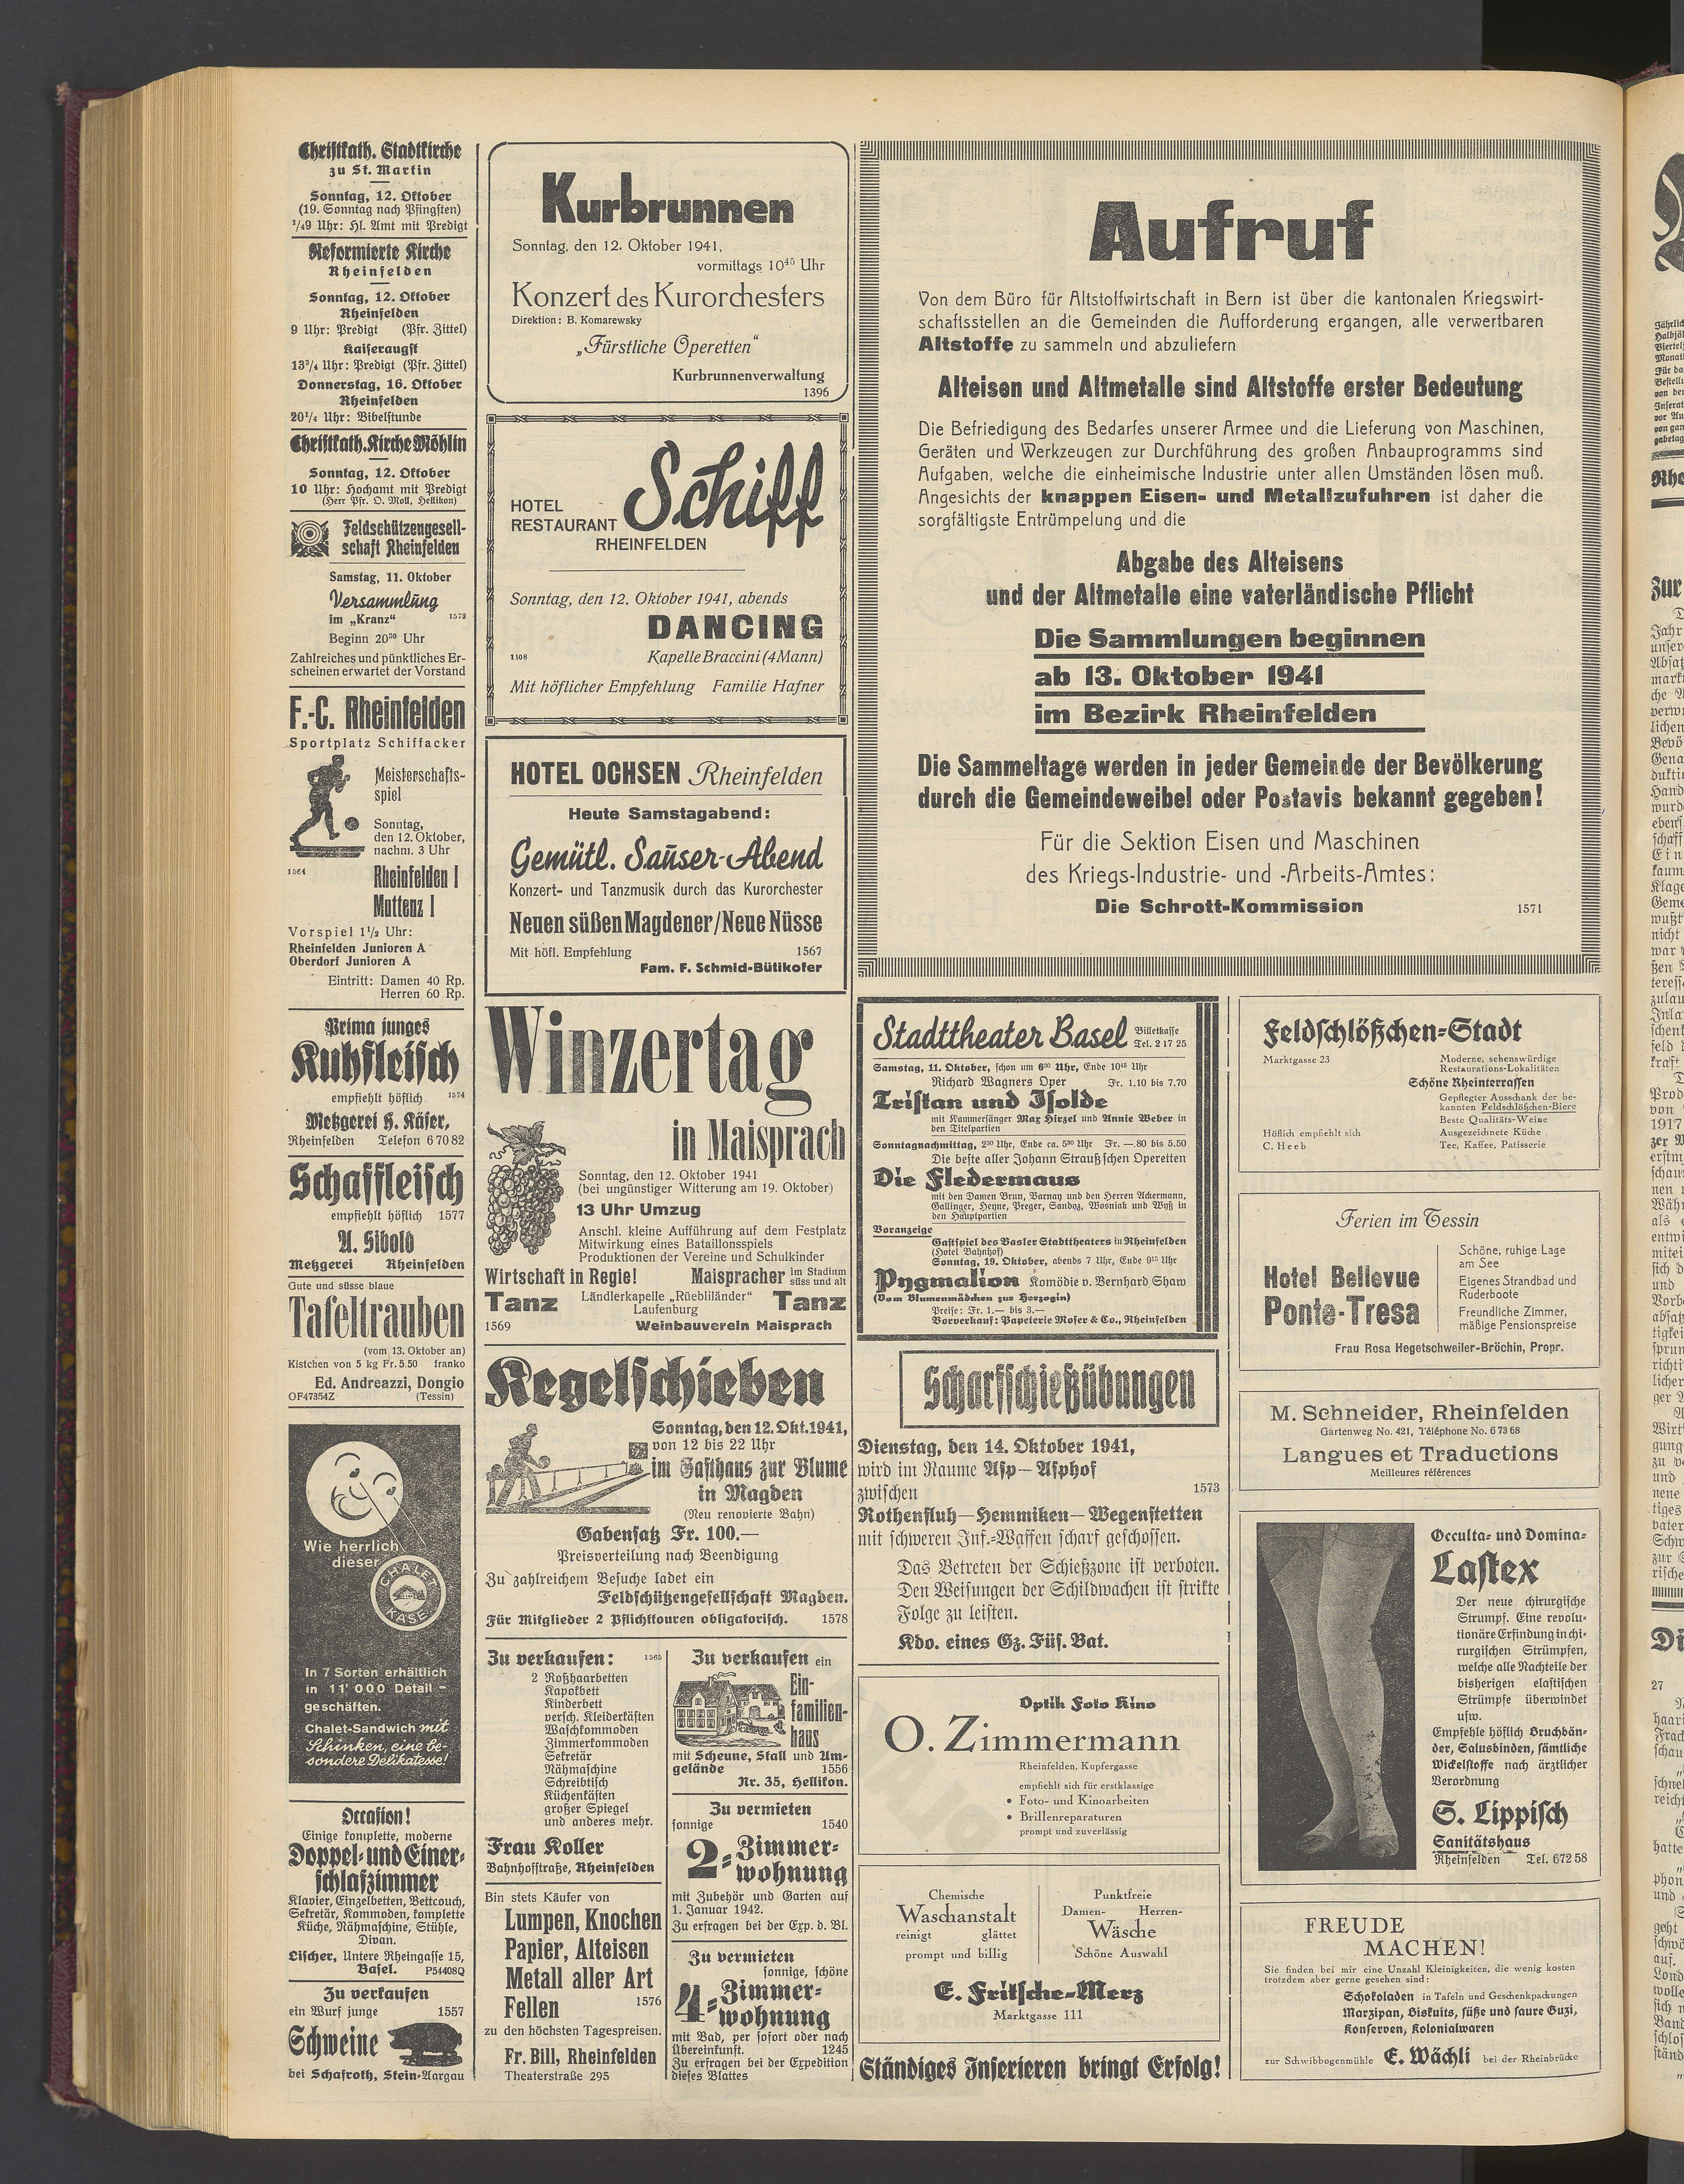 Christkath. Stadtkirche
zu St. Martin
Sonntag, 12. Oktober
(19. Sonntag nach Pfingsten)
1/49 Uhr: Hl. Amt mit Predigt
Reformierte Kirche
Rheinfelden
Sonntag, 12. Oktober
Rheinfelden
9 Uhr: Predigt (Pfr. Zittel)
Kaiseraugst
13³/₄ Uhr: Predigt (Pfr. Zittel)
Donnerstag, 16. Oktober
Rheinfelden
20¹/₄ Uhr: Bibelstunde
Christkath. Kirche Möhlin
Sonntag, 12. Oktober
10 Uhr: Hochamt mit Predigt
(Herr Pfr. O. Moll, Hellikon)
Feldschützengesell-
schaft Rheinfelden
Samstag, 11. Oktober
Versammlung
im „Kranz“ 1572
Beginn 20³⁰ Uhr
Zahlreiches und pünktliches Er-
scheinen erwartet der Vorstand
F.-C. Rheinfelden
Sportplatz Schiffacker
Meisterschafts-
spiel
Sonntag,
den 12. Oktober,
nachm. 3 Uhr
1564
Rheinfelden I
Muttenz I
Vorspiel 1¹/₂ Uhr:
Rheinfelden Junioren A
Oberdorf Junioren A
Eintritt: Damen 40 Rp.
Herren 60 Rp.
Prima junges
Kuhfleisch
empfiehlt höflich 1574
Metzgerei H. Käser,
Rheinfelden Telefon 6 70 82
Schaffleisch
empfiehlt höflich 1577
A. Sibold
Metzgerei Rheinfelden
Gute und süsse blaue
Tafeltrauben
(vom 13. Oktober an)
Kistchen von 5 kg Fr. 5.50 franko
Ed. Andreazzi, Dongio
OF47354Z (Tessin)
Wie herrlich
dieser
CHALET
KÄSE
In 7 Sorten erhältlich
in 11'000 Detail-
geschäften.
Chalet-Sandwich mit
Schinken, eine be-
sondere Delikatesse!
Occasion!
Einige komplette, moderne
Doppel- und Einer-
schlafzimmer
Klavier, Einzelbetten, Bettcouch,
Sekretär, Kommoden, komplette
Küche, Nähmaschine, Stühle,
Divan.
Lischer, Untere Rheingasse 15,
Basel. P54408Q
Zu verkaufen
ein Wurf junge 1557
Schweine
bei Schafroth, Stein-Aargau
Kurbrunnen
Sonntag, den 12. Oktober 1941,
vormittags 10⁴⁵ Uhr
Konzert des Kurorchesters
Direktion: B. Komarewsky
„Fürstliche Operetten“
Kurbrunnenverwaltung
1396
Schiff
HOTEL
RESTAURANT
RHEINFELDEN
Sonntag, den 12. Oktober 1941, abends
DANCING
1108 Kapelle Braccini (4 Mann)
Mit höflicher Empfehlung Familie Hafner
HOTEL OCHSEN Rheinfelden
Heute Samstagabend:
Gemütl. Sauser-Abend
Konzert- und Tanzmusik durch das Kurorchester
Neuen süßen Magdener/Neue Nüsse
Mit höfl. Empfehlung 1567
Fam. F. Schmid-Bütikofer
Winzertag
in Maisprach
Sonntag, den 12. Oktober 1941
(bei ungünstiger Witterung am 19. Oktober)
13 Uhr Umzug
Anschl. kleine Aufführung auf dem Festplatz
Mitwirkung eines Bataillonsspiels
Produktionen der Vereine und Schulkinder
Wirtschaft in Regie! Maispracher im Stadium
süss und alt
Tanz Ländlerkapelle „Rüebliländer“ Tanz
Laufenburg
1569 Weinbauverein Maisprach
Kegelschieben
Sonntag, den 12. Okt. 1941,
von 12 bis 22 Uhr
im Gasthaus zur Blume
in Magden
(Neu renovierte Bahn)
Gabensatz Fr. 100.—
Preisverteilung nach Beendigung
Zu zahlreichem Besuche ladet ein
Feldschützengesellschaft Magden.
Für Mitglieder 2 Pflichttouren obligatorisch. 1578
Zu verkaufen: 1565
2 Roßhaarbetten
Kapokbett
Kinderbett
versch. Kleiderkästen
Waschkommoden
Zimmerkommoden
Sekretär
Nähmaschine
Schreibtisch
Küchenkästen
großer Spiegel
und anderes mehr.
Frau Koller
Bahnhofstraße, Rheinfelden
Bin stets Käufer von
Lumpen, Knochen
Papier, Alteisen
Metall aller Art
Fellen 1576
zu den höchsten Tagespreisen.
Fr. Bill, Rheinfelden
Theaterstraße 295
Zu verkaufen ein
Ein-
familien-
haus
mit Scheune, Stall und Um-
gelände 1556
Nr. 35, Hellikon.
Zu vermieten
sonnige 1540
2-Zimmer-
wohnung
mit Zubehör und Garten auf
1. Januar 1942.
Zu erfragen bei der Exp. d. Bl.
Zu vermieten
sonnige, schöne
4-Zimmer-
wohnung
mit Bad, per sofort oder nach
Übereinkunft. 1245
Zu erfragen bei der Expedition
dieses Blattes
Aufruf
Von dem Büro für Altstoffwirtschaft in Bern ist über die kantonalen Kriegswirt-
schaftsstellen an die Gemeinden die Aufforderung ergangen, alle verwertbaren
Altstoffe zu sammeln und abzuliefern
Alteisen und Altmetalle sind Altstoffe erster Bedeutung
Die Befriedigung des Bedarfes unserer Armee und die Lieferung von Maschinen,
Geräten und Werkzeugen zur Durchführung des großen Anbauprogramms sind
Aufgaben, welche die einheimische Industrie unter allen Umständen lösen muß.
Angesichts der knappen Eisen- und Metallzufuhren ist daher die
sorgfältigste Entrümpelung und die
Abgabe des Alteisens
und der Altmetalle eine vaterländische Pflicht
Die Sammlungen beginnen
ab 13. Oktober 1941
im Bezirk Rheinfelden
Die Sammeltage werden in jeder Gemeinde der Bevölkerung
durch die Gemeindeweibel oder Postavis bekannt gegeben!
Für die Sektion Eisen und Maschinen
des Kriegs-Industrie- und -Arbeits-Amtes:
Die Schrott-Kommission 1571
Stadttheater Basel Billetkasse
Tel. 2 17 25
Samstag, 11. Oktober, schon um 6³⁰ Uhr, Ende 10⁴⁵ Uhr
Richard Wagners Oper Fr. 1.10 bis 7.70
Tristan und Isolde
mit Kammersänger Max Hirzel und Annie Weber in
den Titelpartien
Sonntagnachmittag, 2³⁰ Uhr, Ende ca. 5³⁰ Uhr Fr. —.80 bis 5.50
Die beste aller Johann Straußschen Operetten
Die Fledermaus
mit den Damen Brun, Varnay und den Herren Ackermann,
Gallinger, Heyne, Preger, Sandoz, Wosniak und Wyß in
den Hauptpartien
Voranzeige
Gastspiel des Basler Stadttheaters in Rheinfelden
(Hotel Bahnhof)
Sonntag, 19. Oktober, abends 7 Uhr, Ende 9¹⁵ Uhr
Pygmalion Komödie v. Bernhard Shaw
(Vom Blumenmädchen zur Herzogin)
Preise: Fr. 1.— bis 3.—
Vorverkauf: Papeterie Moser & Co., Rheinfelden
Scharfschießübungen
Dienstag, den 14. Oktober 1941,
wird im Raume Asp—Asphof
zwischen 1573
Rothenfluh—Hemmiken—Wegenstetten
mit schweren Inf.-Waffen scharf geschossen.
Das Betreten der Schießzone ist verboten.
Den Weisungen der Schildwachen ist strikte
Folge zu leisten.
Kdo. eines Gz. Füs. Bat.
Optik Foto Kino
O. Zimmermann
Rheinfelden, Kupfergasse
empfiehlt sich für erstklassige
• Foto- und Kinoarbeiten
• Brillenreparaturen
prompt und zuverlässig
Chemische
Waschanstalt
reinigt glättet
prompt und billig
Punktfreie
Damen- Herren-
Wäsche
Schöne Auswahl
E. Fritsche-Merz
Marktgasse 111
Ständiges Inserieren bringt Erfolg!
Feldschlößchen-Stadt
Marktgasse 23
Moderne, sehenswürdige
Restaurations-Lokalitäten
Schöne Rheinterrassen
Gepflegter Ausschank der be-
kannten Feldschlößchen-Biere
Beste Qualitäts-Weine
Höflich empfiehlt sich Ausgezeichnete Küche
C. Heeb Tee, Kaffee, Patisserie
Ferien im Tessin
Hotel Bellevue
Ponte-Tresa
Schöne, ruhige Lage
am See
Eigenes Strandbad und
Ruderboote
Freundliche Zimmer,
mäßige Pensionspreise
Frau Rosa Hegetschweiler-Bröchin, Propr.
M. Schneider, Rheinfelden
Gartenweg No. 421, Téléphone No. 6 73 68
Langues et Traductions
Meilleures références
Occulta- und Domina-
Lastex
Der neue chirurgische
Strumpf. Eine revolu-
tionäre Erfindung in chi-
rurgischen Strümpfen,
welche alle Nachteile der
bisherigen elastischen
Strümpfe überwindet
usw.
Empfehle höflich Bruchbän-
der, Salusbinden, sämtliche
Wickelstoffe nach ärztlicher
Verordnung
S. Lippisch
Sanitätshaus
Rheinfelden Tel. 672 58
FREUDE
MACHEN!
Sie finden bei mir eine Unzahl Kleinigkeiten, die wenig kosten
trotzdem aber gerne gesehen sind:
Schokoladen in Tafeln und Geschenkpackungen
Marzipan, Biskuits, süße und saure Guzi,
Konserven, Kolonialwaren
zur Schwibbogenmühle E. Wächli bei der Rheinbrücke